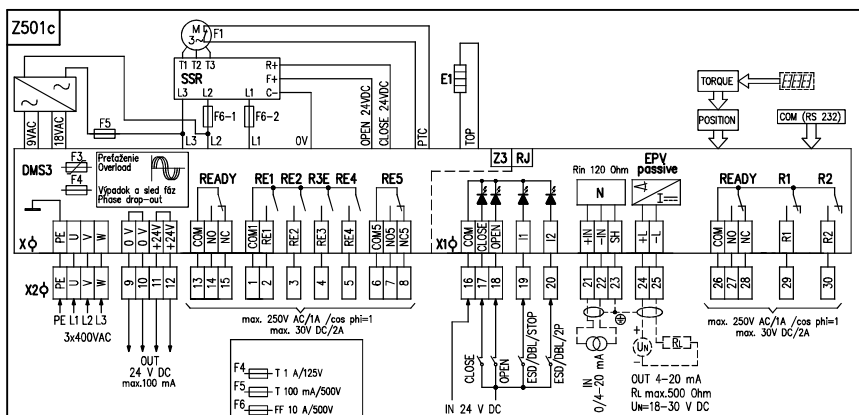 Z501c
M
3~
F1
T1 T2 T3
SSR
R+
F+
C-
L3 L2 L1
F6-1
F6-2
F5
9VAC
18VAC
L3
L2
L1
0V
OPEN 24VDC
CLOSE 24VDC
PTC
E1
TOP
TORQUE
POSITION
COM (RS 232)
DMS3
F3
F4
Preťaženie
Overload
Výpadok a sled fáz
Phase drop-out
READY
RE1 RE2 R3E RE4
RE5
Z3 RJ
Rin 120 Ohm
N
EPV
passive
I
READY
R1
R2
X
PE U V W
0 V 0 V +24V +24V
COM NO NC
COM1 RE1 RE2 RE3 RE4
COM5 NO5 NC5
X1
COM CLOSE OPEN I1 I2
+IN -IN SH
+L -L
COM NO NC
R1
R2
X2
PE U V W
9 10 11 12
13 14 15
1 2 3 4 5
6 7 8
16 17 18 19 20
21 22 23 24 25
26 27 28 29 30
PE L1 L2 L3
3x400VAC
OUT
24 V DC
max.100 mA
max. 250V AC/1A /cos phi=1
max. 30V DC/2A
F4 T 1 A/125V
F5 T 100 mA/500V
F6 FF 10 A/500V
CLOSE
OPEN
ESD/DBL/STOP
ESD/DBL/2P
IN 24 V DC
IN
0/4-20 mA
+
UN
-
RL
OUT 4-20 mA
RL max.500 Ohm
UN=18-30 V DC
max. 250V AC/1A /cos phi=1
max. 30V DC/2A